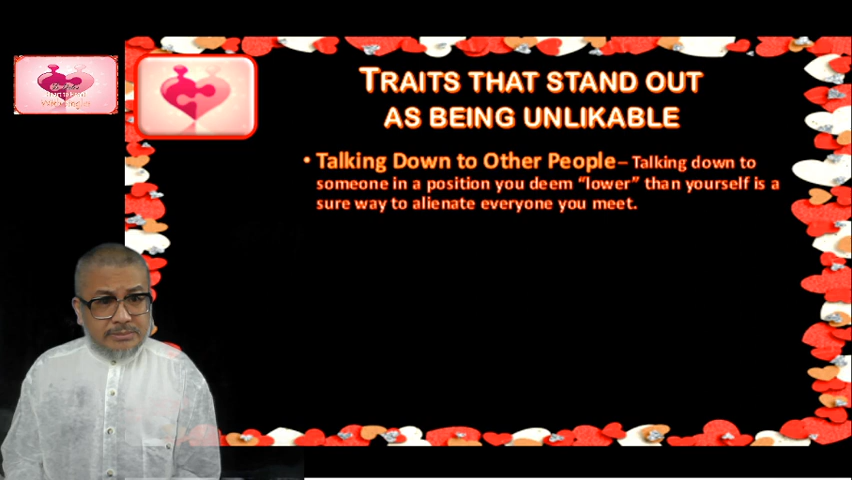 TRAITS THAT STAND OUT
AS BEING UNLIKABLE
• Talking Down to Other People – Talking down to
someone in a position you deem “lower” than yourself is a
sure way to alienate everyone you meet.